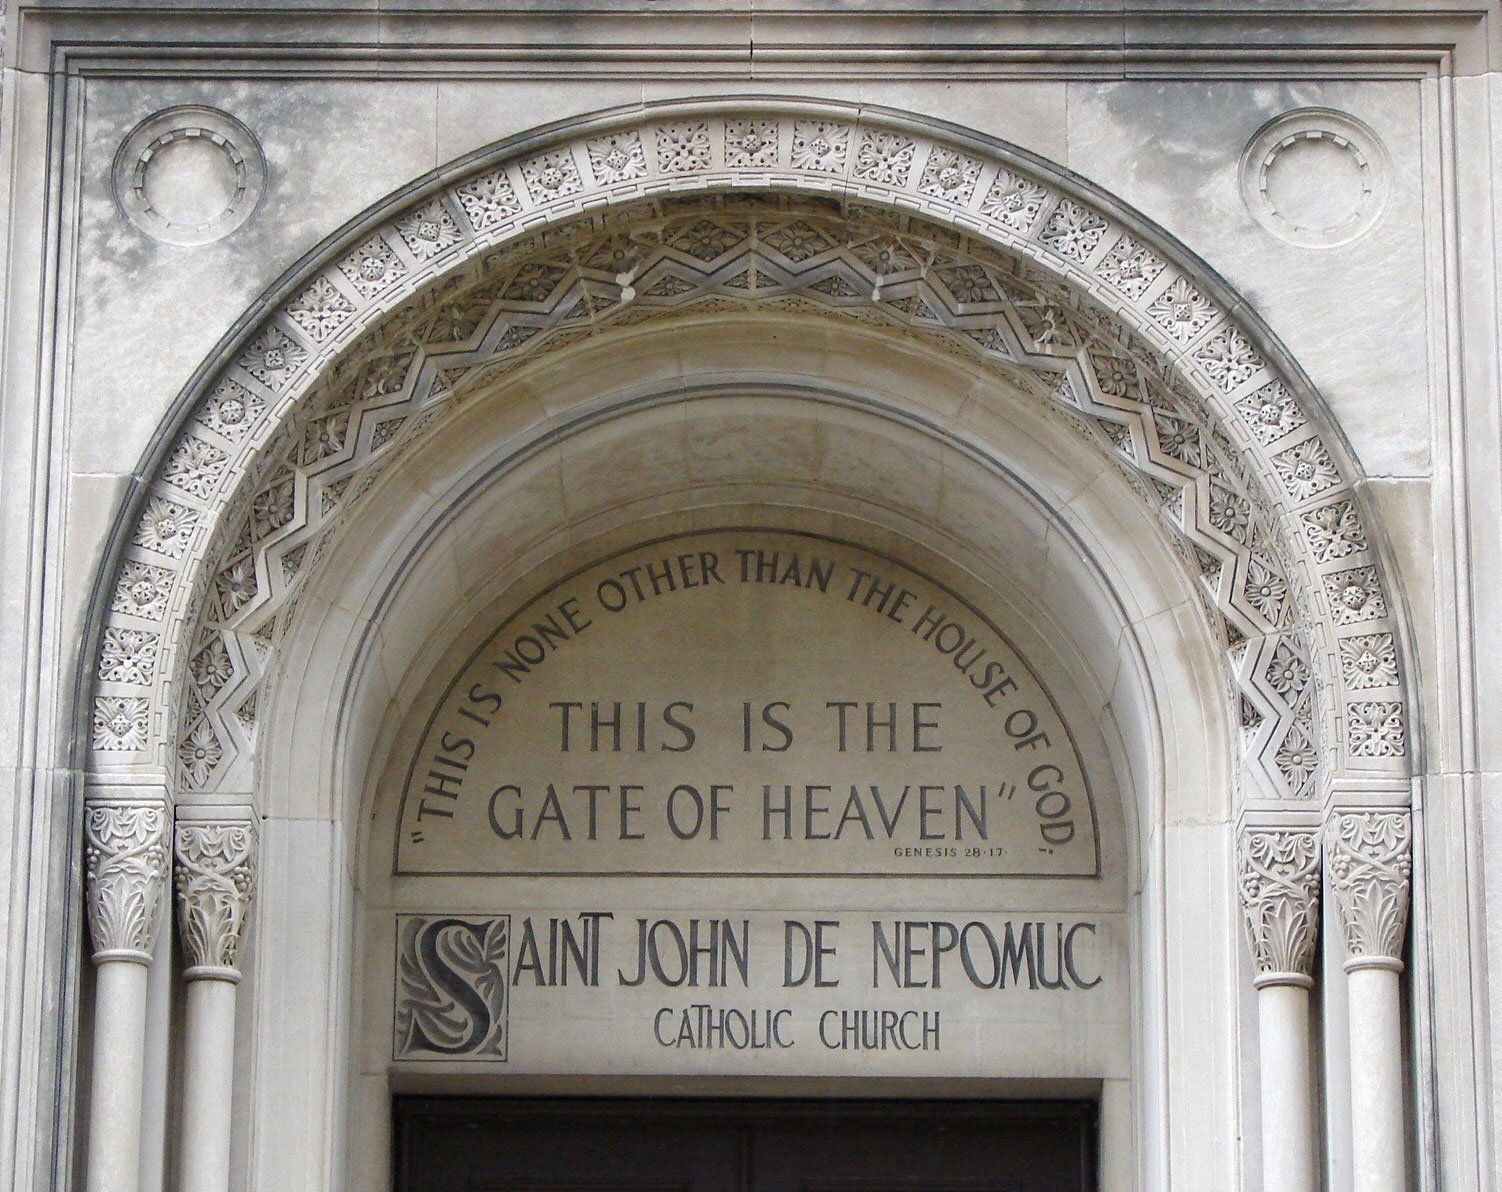 "THIS IS NONE OTHER THAN THE HOUSE OF GOD;
THIS IS THE
GATE OF HEAVEN"
GENESIS 28·17·
SAINT JOHN DE NEPOMUC
CATHOLIC CHURCH